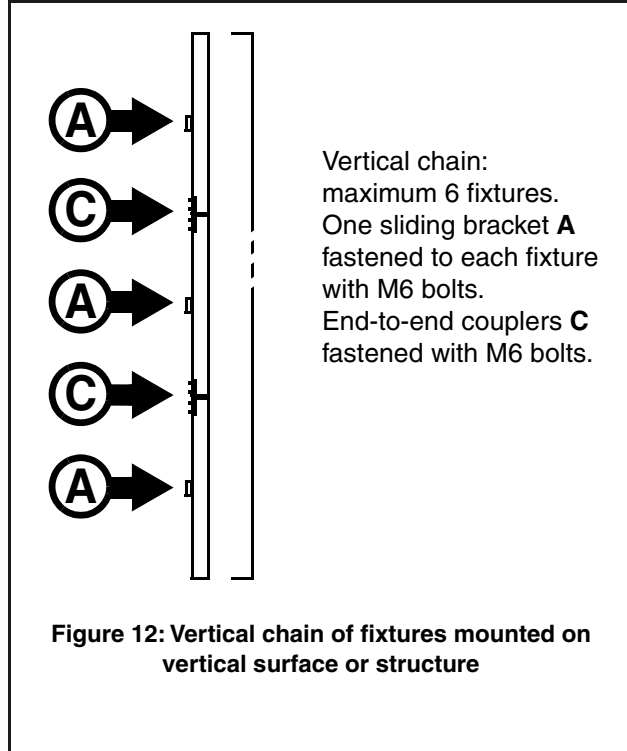 A
C
A
C
A
Vertical chain:
maximum 6 fixtures.
One sliding bracket A
fastened to each fixture
with M6 bolts.
End-to-end couplers C
fastened with M6 bolts.
Figure 12: Vertical chain of fixtures mounted on
vertical surface or structure